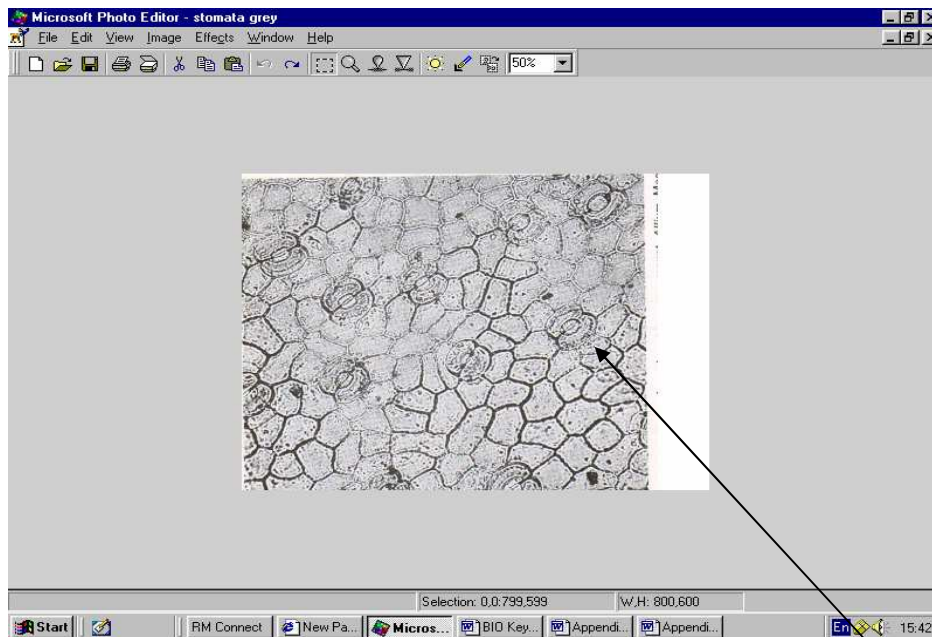 Microsoft Photo Editor - stomata grey
File Edit View Image Effects Window Help
50%
Selection: 0,0:799,599 W,H: 800,600
Start RM Connect New Pa... Micros... BIO Key... Appendi... Appendi... En 15:42